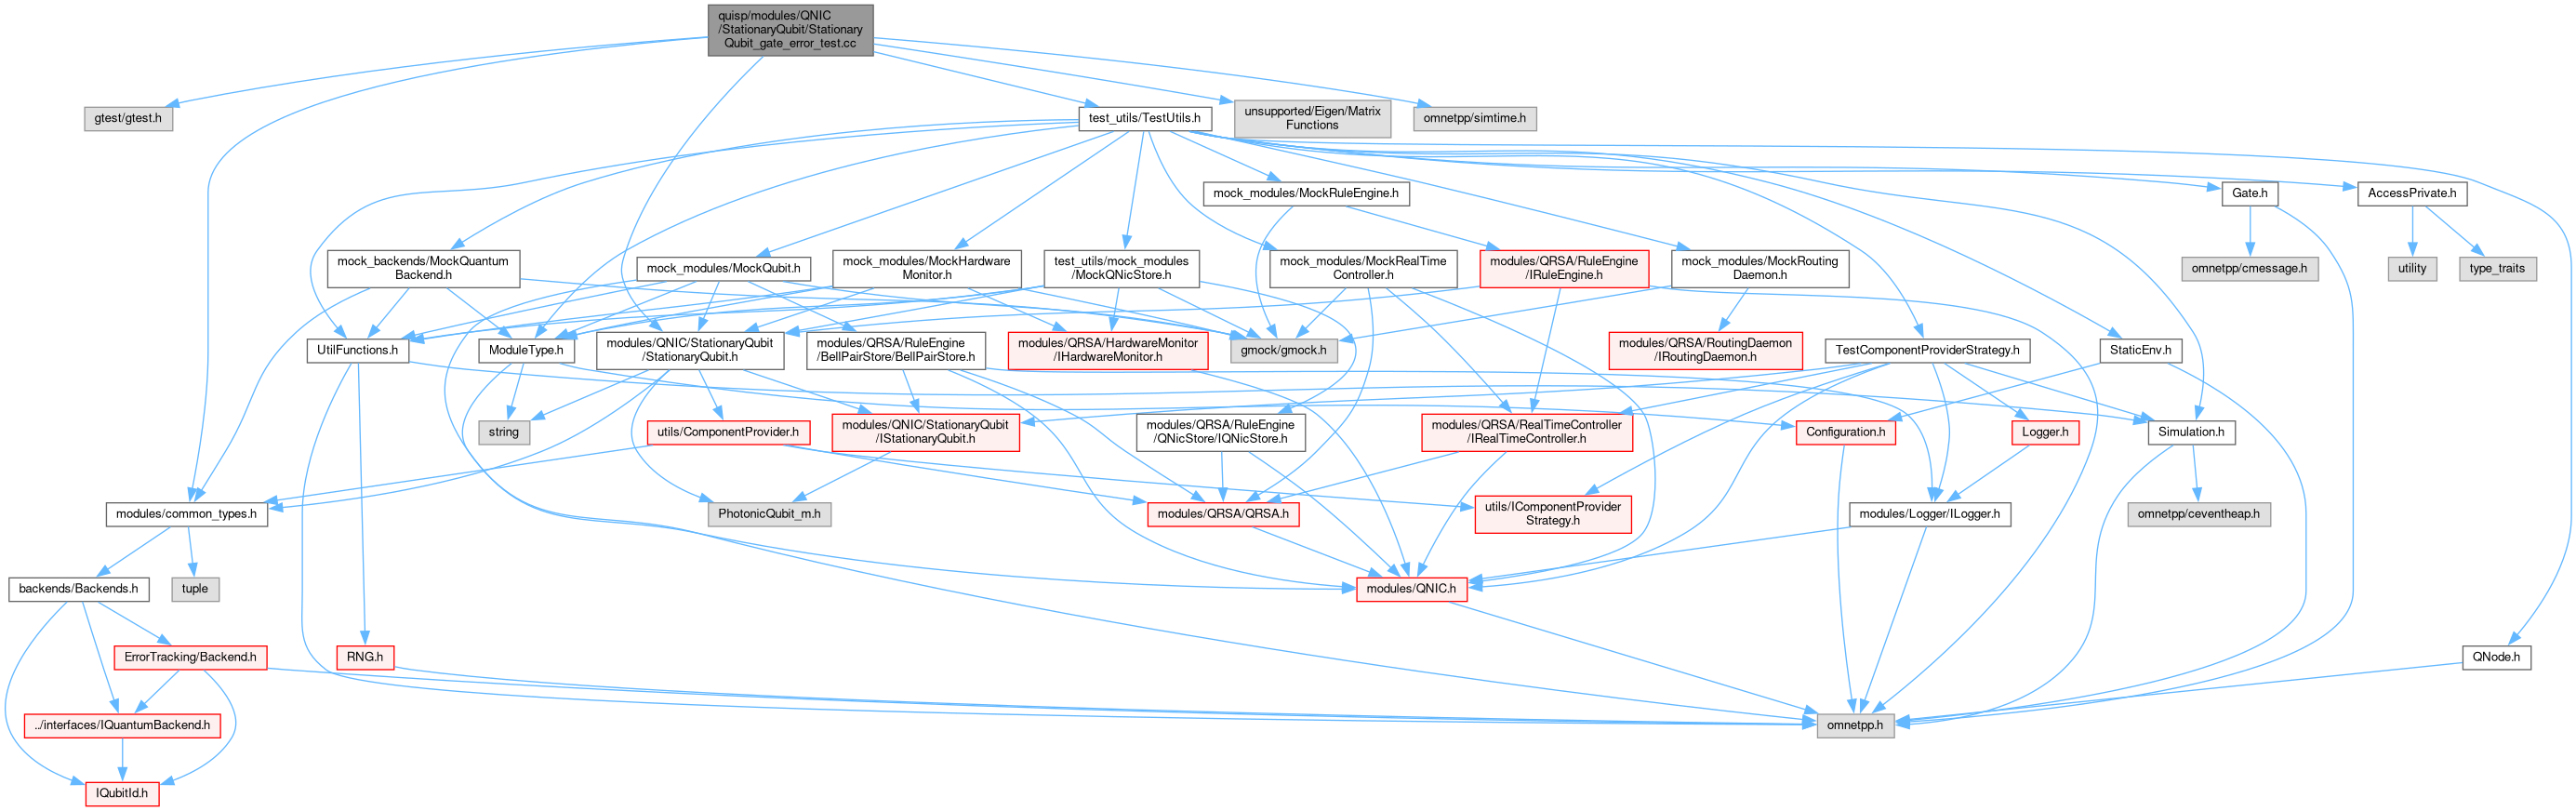 quisp/modules/QNIC
/StationaryQubit/Stationary
Qubit_gate_error_test.cc
gtest/gtest.h
test_utils/TestUtils.h
unsupported/Eigen/Matrix
Functions
omnetpp/simtime.h
mock_modules/MockRuleEngine.h
Gate.h
AccessPrivate.h
mock_backends/MockQuantum
Backend.h
mock_modules/MockQubit.h
mock_modules/MockHardware
Monitor.h
test_utils/mock_modules
/MockQNicStore.h
mock_modules/MockRealTime
Controller.h
modules/QRSA/RuleEngine
/IRuleEngine.h
mock_modules/MockRouting
Daemon.h
omnetpp/cmessage.h
utility
type_traits
UtilFunctions.h
ModuleType.h
modules/QNIC/StationaryQubit
/StationaryQubit.h
modules/QRSA/RuleEngine
/BellPairStore/BellPairStore.h
modules/QRSA/HardwareMonitor
/IHardwareMonitor.h
gmock/gmock.h
modules/QRSA/RoutingDaemon
/IRoutingDaemon.h
TestComponentProviderStrategy.h
StaticEnv.h
string
utils/ComponentProvider.h
modules/QNIC/StationaryQubit
/IStationaryQubit.h
modules/QRSA/RuleEngine
/QNicStore/IQNicStore.h
modules/QRSA/RealTimeController
/IRealTimeController.h
Configuration.h
Logger.h
Simulation.h
modules/common_types.h
PhotonicQubit_m.h
modules/QRSA/QRSA.h
utils/IComponentProvider
Strategy.h
modules/Logger/ILogger.h
omnetpp/ceventheap.h
backends/Backends.h
tuple
modules/QNIC.h
ErrorTracking/Backend.h
RNG.h
QNode.h
../interfaces/IQuantumBackend.h
omnetpp.h
IQubitId.h